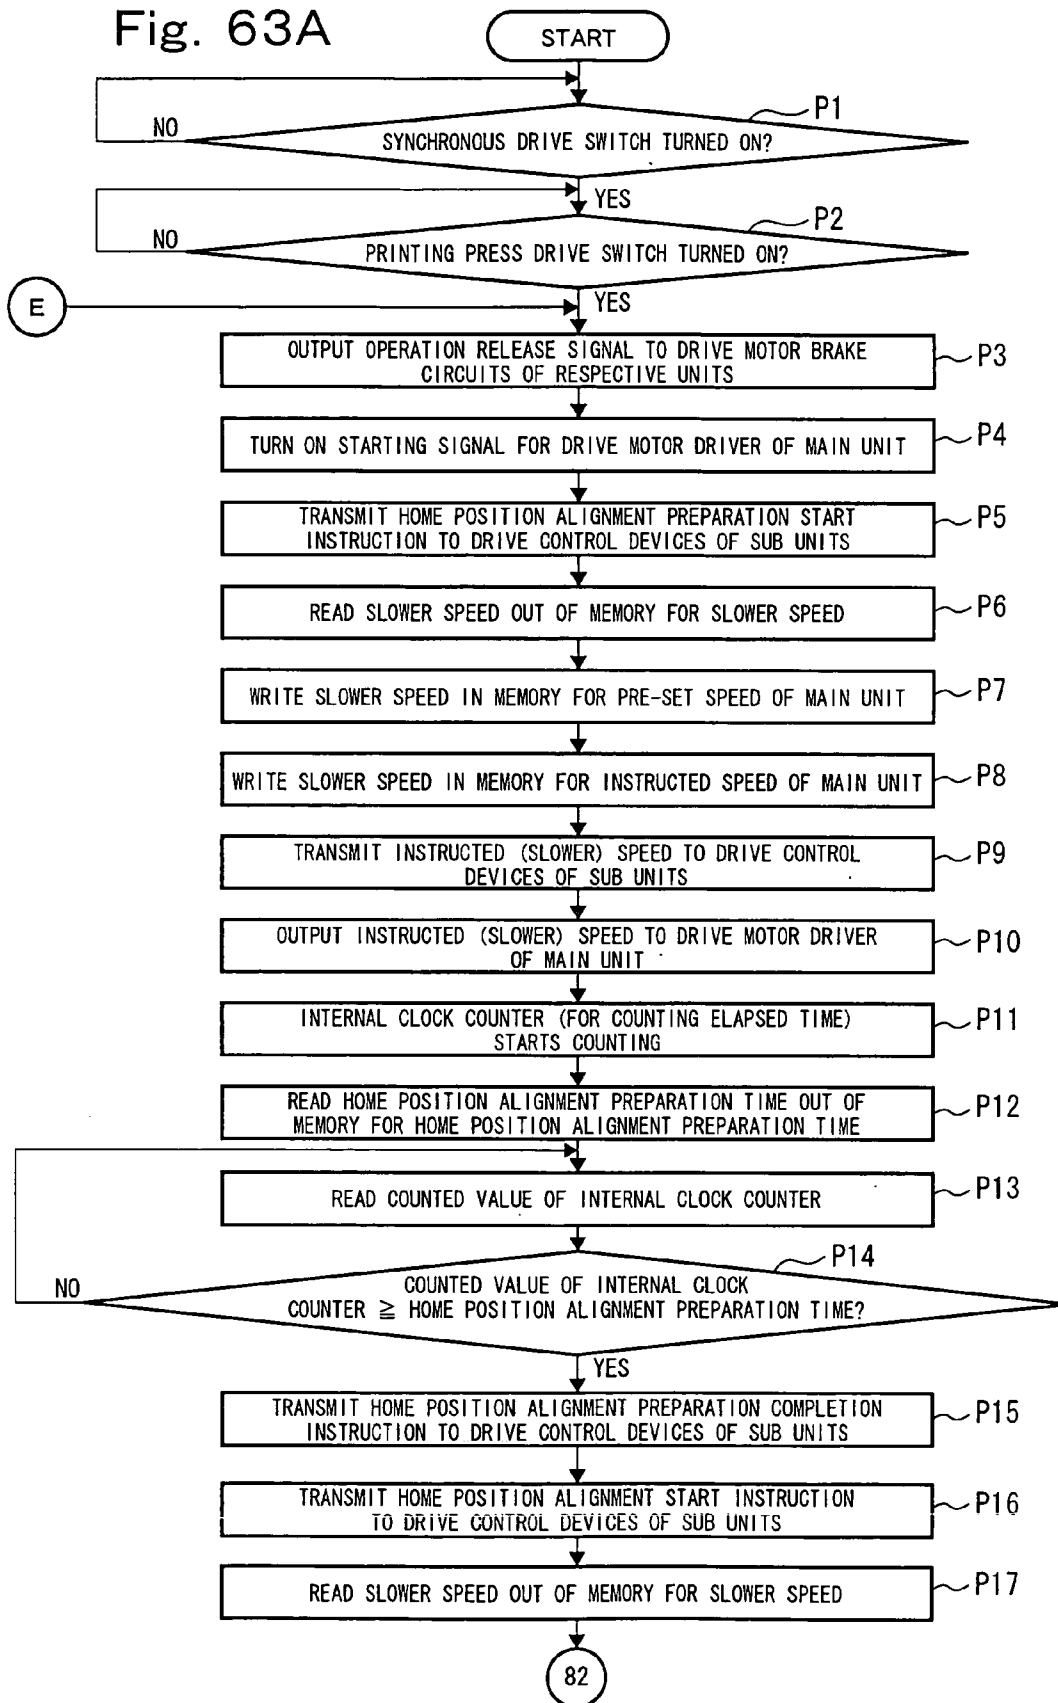 Fig. 63A
START
P1
NO
SYNCHRONOUS DRIVE SWITCH TURNED ON?
YES
P2
NO
PRINTING PRESS DRIVE SWITCH TURNED ON?
YES
E
OUTPUT OPERATION RELEASE SIGNAL TO DRIVE MOTOR BRAKE
CIRCUITS OF RESPECTIVE UNITS
P3
TURN ON STARTING SIGNAL FOR DRIVE MOTOR DRIVER OF MAIN UNIT
P4
TRANSMIT HOME POSITION ALIGNMENT PREPARATION START
INSTRUCTION TO DRIVE CONTROL DEVICES OF SUB UNITS
P5
READ SLOWER SPEED OUT OF MEMORY FOR SLOWER SPEED
P6
WRITE SLOWER SPEED IN MEMORY FOR PRE-SET SPEED OF MAIN UNIT
P7
WRITE SLOWER SPEED IN MEMORY FOR INSTRUCTED SPEED OF MAIN UNIT
P8
TRANSMIT INSTRUCTED (SLOWER) SPEED TO DRIVE CONTROL
DEVICES OF SUB UNITS
P9
OUTPUT INSTRUCTED (SLOWER) SPEED TO DRIVE MOTOR DRIVER
OF MAIN UNIT
P10
INTERNAL CLOCK COUNTER (FOR COUNTING ELAPSED TIME)
STARTS COUNTING
P11
READ HOME POSITION ALIGNMENT PREPARATION TIME OUT OF
MEMORY FOR HOME POSITION ALIGNMENT PREPARATION TIME
P12
READ COUNTED VALUE OF INTERNAL CLOCK COUNTER
P13
P14
NO
COUNTED VALUE OF INTERNAL CLOCK
COUNTER ≧ HOME POSITION ALIGNMENT PREPARATION TIME?
YES
TRANSMIT HOME POSITION ALIGNMENT PREPARATION COMPLETION
INSTRUCTION TO DRIVE CONTROL DEVICES OF SUB UNITS
P15
TRANSMIT HOME POSITION ALIGNMENT START INSTRUCTION
TO DRIVE CONTROL DEVICES OF SUB UNITS
P16
READ SLOWER SPEED OUT OF MEMORY FOR SLOWER SPEED
P17
82